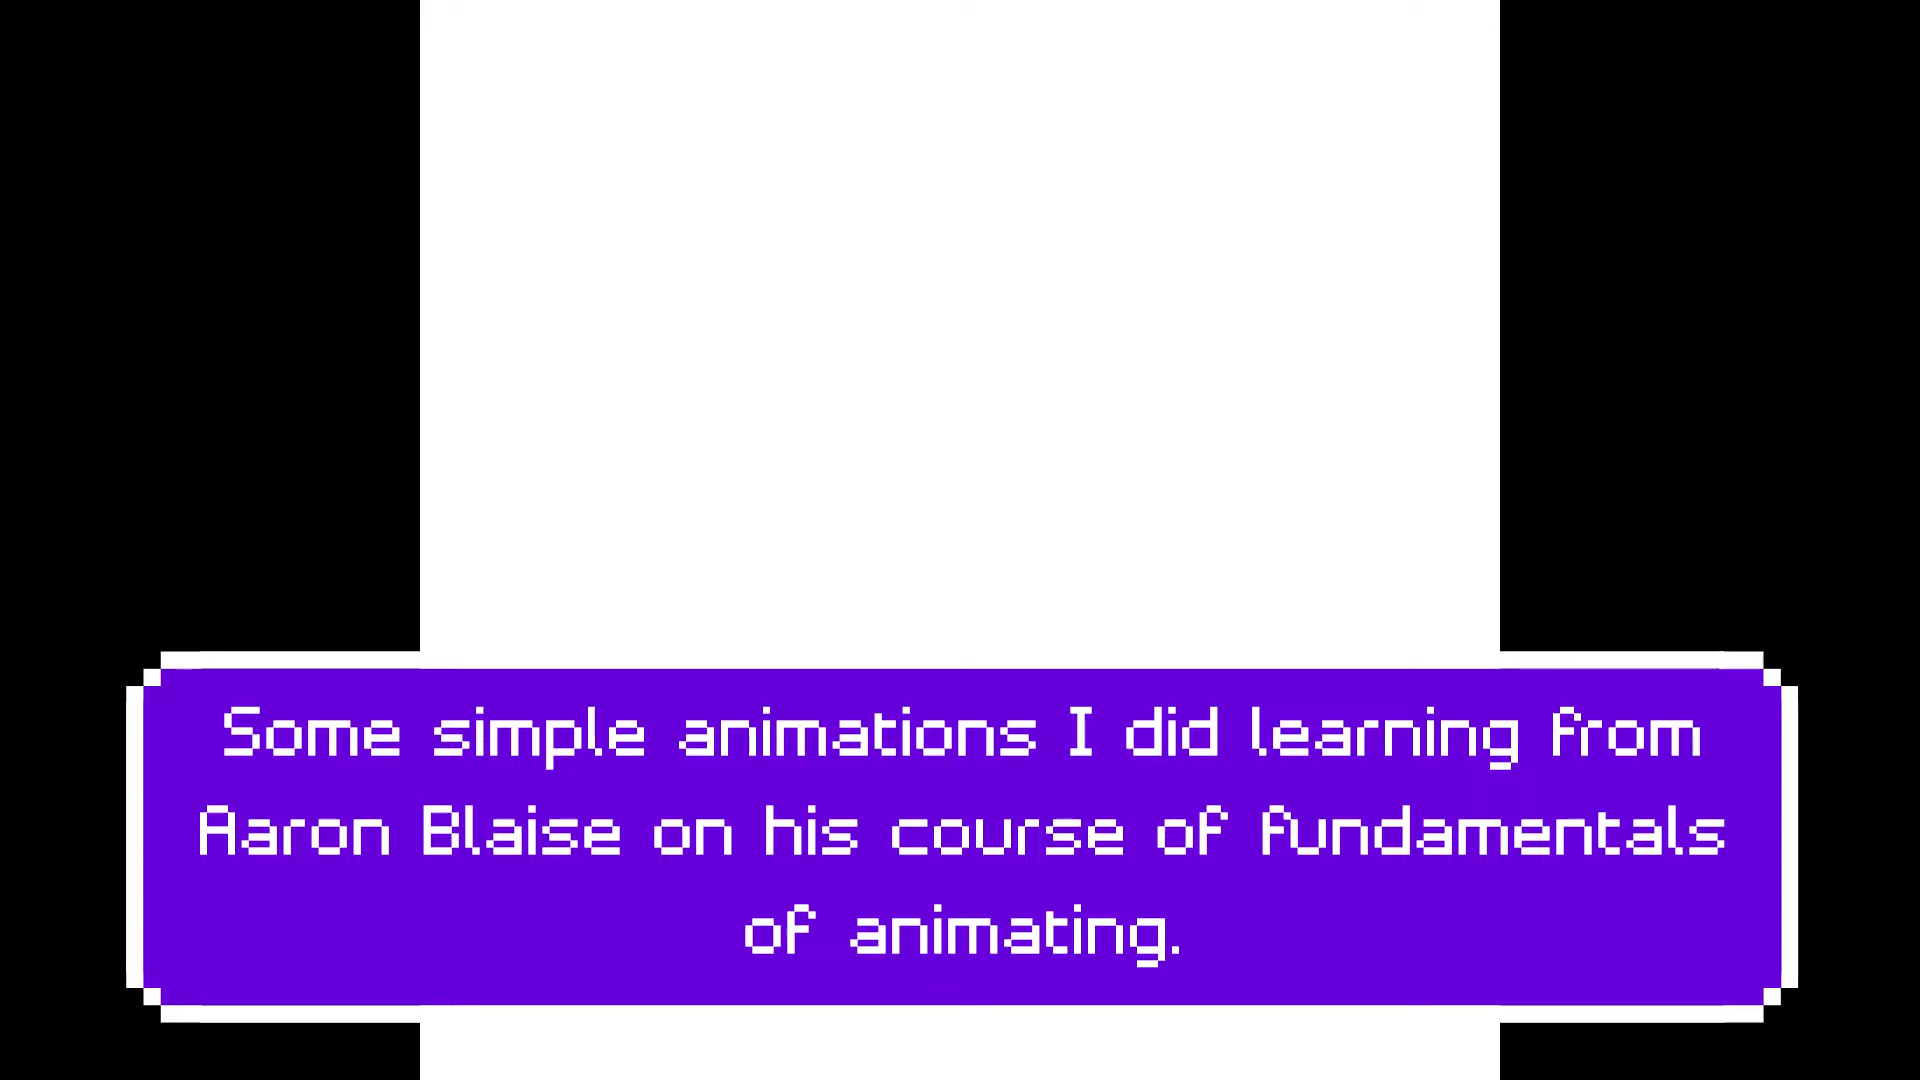 Some simple animations I did learning from
Aaron Blaise on his course of fundamentals
of animating.